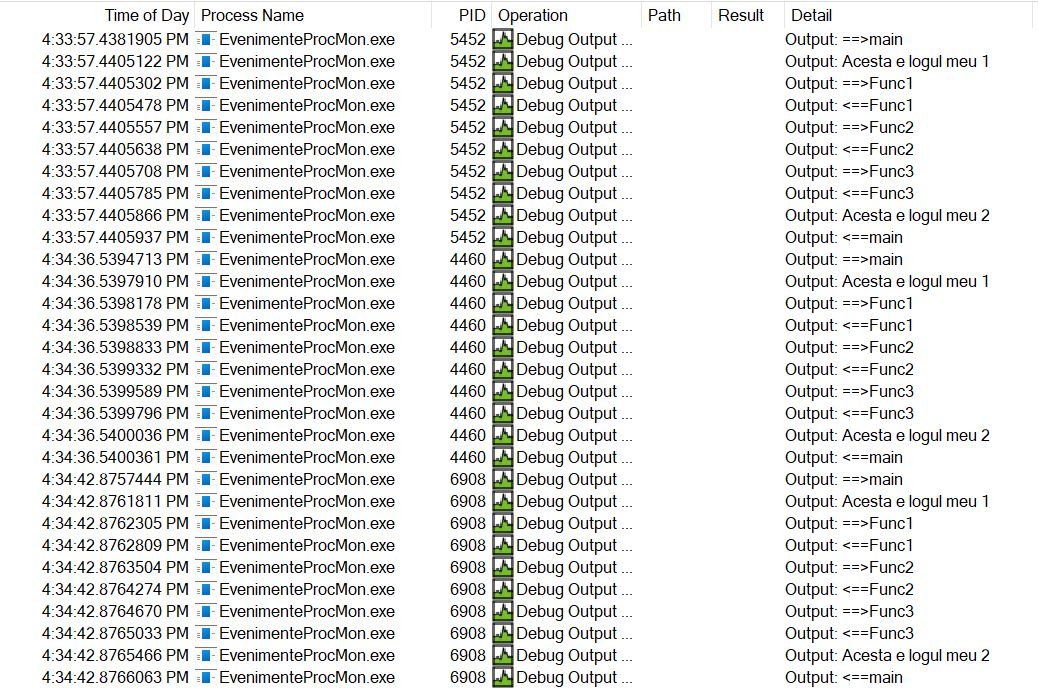 Time of Day Process Name PID Operation Path Result Detail
4:33:57.4381905 PM EvenimenteProcMon.exe 5452 Debug Output ... Output: ==>main
4:33:57.4405122 PM EvenimenteProcMon.exe 5452 Debug Output ... Output: Acesta e logul meu 1
4:33:57.4405302 PM EvenimenteProcMon.exe 5452 Debug Output ... Output: ==>Func1
4:33:57.4405478 PM EvenimenteProcMon.exe 5452 Debug Output ... Output: <==Func1
4:33:57.4405557 PM EvenimenteProcMon.exe 5452 Debug Output ... Output: ==>Func2
4:33:57.4405638 PM EvenimenteProcMon.exe 5452 Debug Output ... Output: <==Func2
4:33:57.4405708 PM EvenimenteProcMon.exe 5452 Debug Output ... Output: ==>Func3
4:33:57.4405785 PM EvenimenteProcMon.exe 5452 Debug Output ... Output: <==Func3
4:33:57.4405866 PM EvenimenteProcMon.exe 5452 Debug Output ... Output: Acesta e logul meu 2
4:33:57.4405937 PM EvenimenteProcMon.exe 5452 Debug Output ... Output: <==main
4:34:36.5394713 PM EvenimenteProcMon.exe 4460 Debug Output ... Output: ==>main
4:34:36.5397910 PM EvenimenteProcMon.exe 4460 Debug Output ... Output: Acesta e logul meu 1
4:34:36.5398178 PM EvenimenteProcMon.exe 4460 Debug Output ... Output: ==>Func1
4:34:36.5398539 PM EvenimenteProcMon.exe 4460 Debug Output ... Output: <==Func1
4:34:36.5398833 PM EvenimenteProcMon.exe 4460 Debug Output ... Output: ==>Func2
4:34:36.5399332 PM EvenimenteProcMon.exe 4460 Debug Output ... Output: <==Func2
4:34:36.5399589 PM EvenimenteProcMon.exe 4460 Debug Output ... Output: ==>Func3
4:34:36.5399796 PM EvenimenteProcMon.exe 4460 Debug Output ... Output: <==Func3
4:34:36.5400036 PM EvenimenteProcMon.exe 4460 Debug Output ... Output: Acesta e logul meu 2
4:34:36.5400361 PM EvenimenteProcMon.exe 4460 Debug Output ... Output: <==main
4:34:42.8757444 PM EvenimenteProcMon.exe 6908 Debug Output ... Output: ==>main
4:34:42.8761811 PM EvenimenteProcMon.exe 6908 Debug Output ... Output: Acesta e logul meu 1
4:34:42.8762305 PM EvenimenteProcMon.exe 6908 Debug Output ... Output: ==>Func1
4:34:42.8762809 PM EvenimenteProcMon.exe 6908 Debug Output ... Output: <==Func1
4:34:42.8763504 PM EvenimenteProcMon.exe 6908 Debug Output ... Output: ==>Func2
4:34:42.8764274 PM EvenimenteProcMon.exe 6908 Debug Output ... Output: <==Func2
4:34:42.8764670 PM EvenimenteProcMon.exe 6908 Debug Output ... Output: ==>Func3
4:34:42.8765033 PM EvenimenteProcMon.exe 6908 Debug Output ... Output: <==Func3
4:34:42.8765466 PM EvenimenteProcMon.exe 6908 Debug Output ... Output: Acesta e logul meu 2
4:34:42.8766063 PM EvenimenteProcMon.exe 6908 Debug Output ... Output: <==main